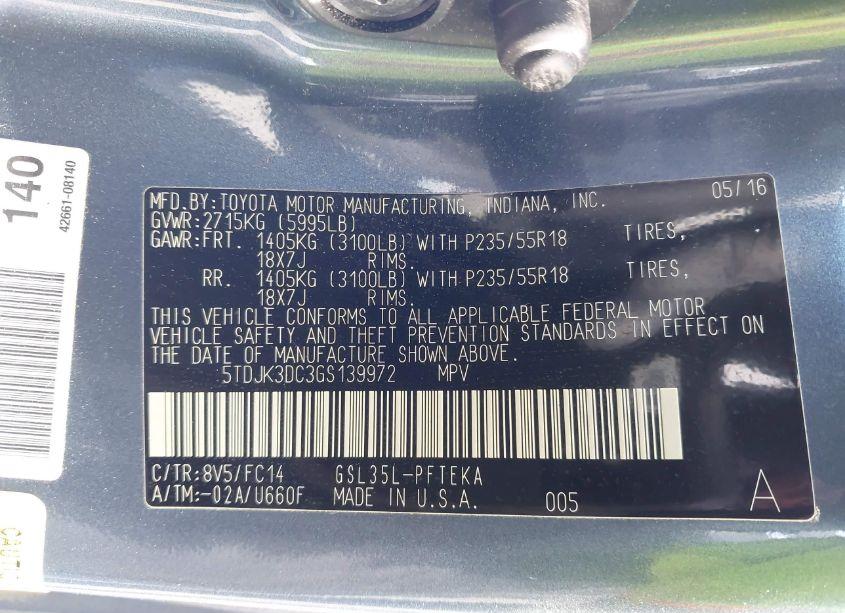 140
42661-08140
MFD.BY:TOYOTA MOTOR MANUFACTURING, INDIANA, INC. 05/16
GVWR:2715KG (5995LB)
GAWR:FRT. 1405KG (3100LB) WITH P235/55R18 TIRES,
18X7J RIMS.
RR. 1405KG (3100LB) WITH P235/55R18 TIRES,
18X7J RIMS.
THIS VEHICLE CONFORMS TO ALL APPLICABLE FEDERAL MOTOR
VEHICLE SAFETY AND THEFT PREVENTION STANDARDS IN EFFECT ON
THE DATE OF MANUFACTURE SHOWN ABOVE.
5TDJK3DC3GS139972 MPV
C/TR:8V5/FC14 GSL35L-PFTEKA
A/TM:-02A/U660F MADE IN U.S.A. 005 A